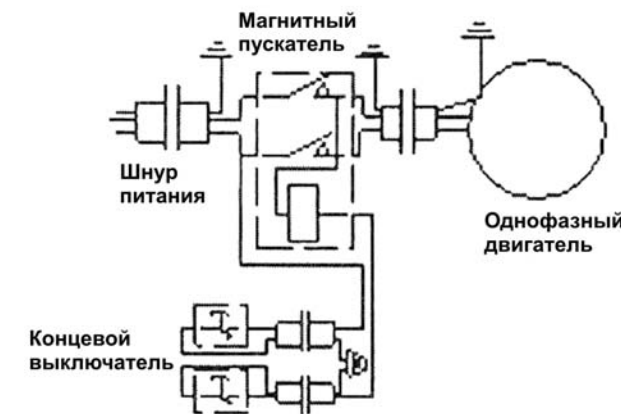 Магнитный
пускатель
Шнур
питания
Однофазный
двигатель
Концевой
выключатель